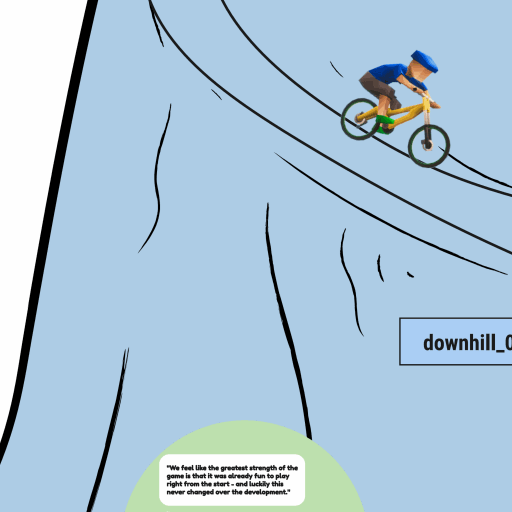 downhill_0
"We feel like the greatest strength of the
game is that it was already fun to play
right from the start - and luckily this
never changed over the development."